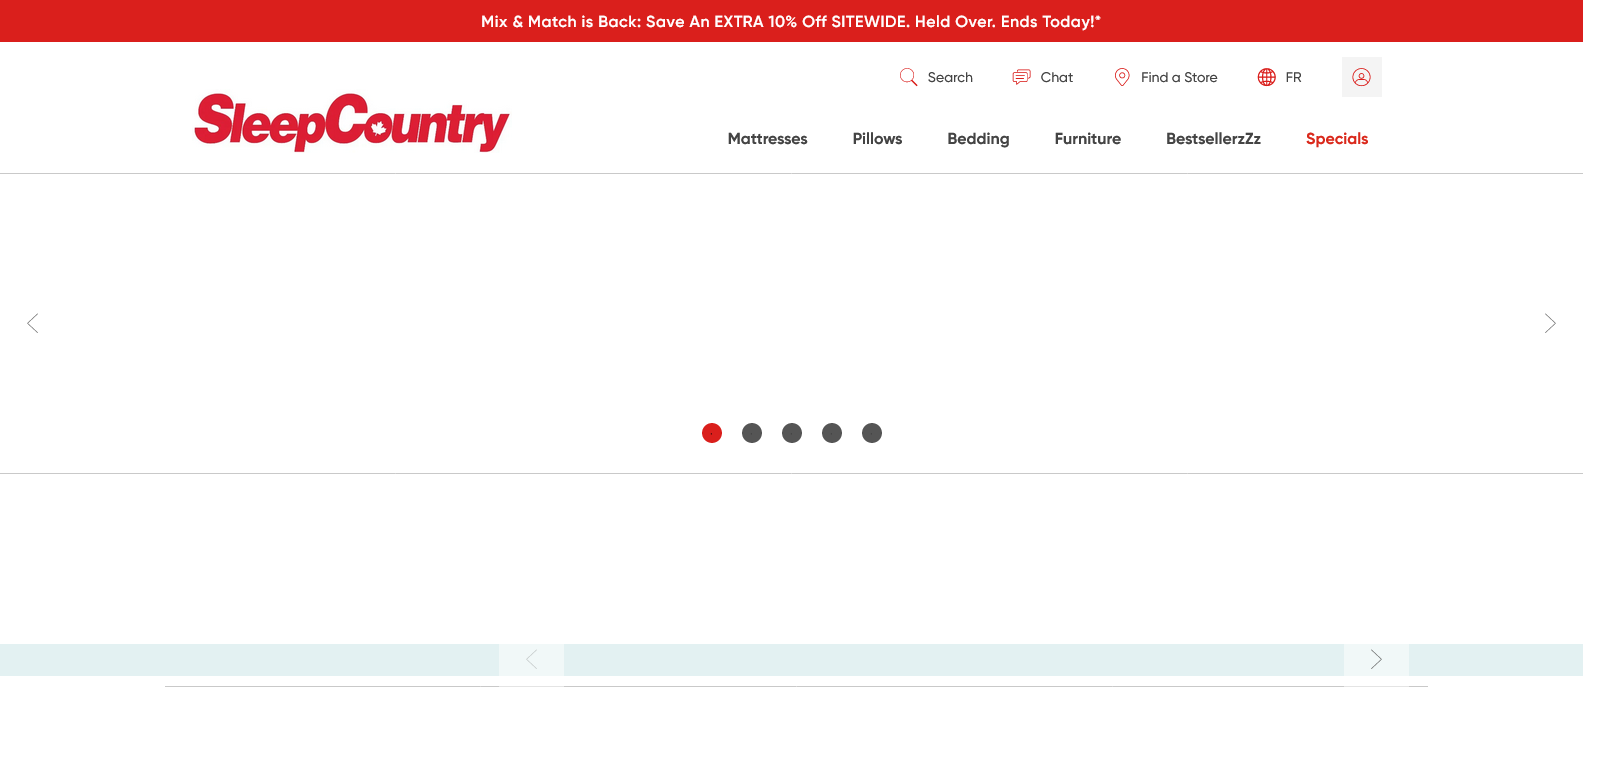 Mix & Match is Back: Save An EXTRA 10% Off SITEWIDE. Held Over. Ends Today!*
Search
Chat
Find a Store
FR
SleepCountry
Mattresses
Pillows
Bedding
Furniture
BestsellerzZz
Specials